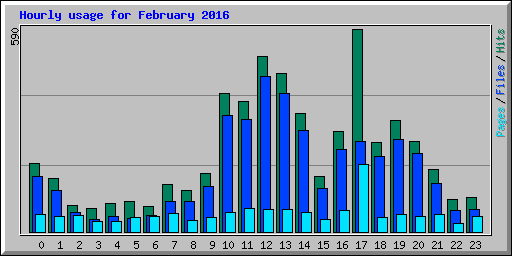 Hourly usage for February 2016
590
Pages/Files/Hits
0 1 2 3 4 5 6 7 8 9 10 11 12 13 14 15 16 17 18 19 20 21 22 23